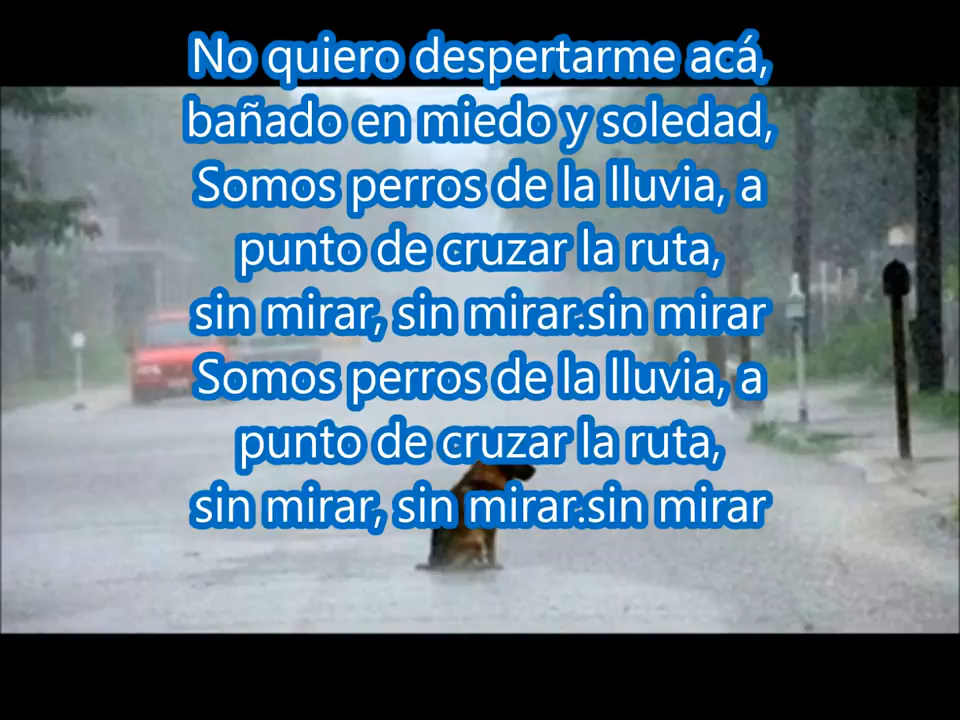 No quiero despertarme acá,
bañado en miedo y soledad,
Somos perros de la lluvia, a
punto de cruzar la ruta,
sin mirar, sin mirar.sin mirar
Somos perros de la lluvia, a
punto de cruzar la ruta,
sin mirar, sin mirar.sin mirar